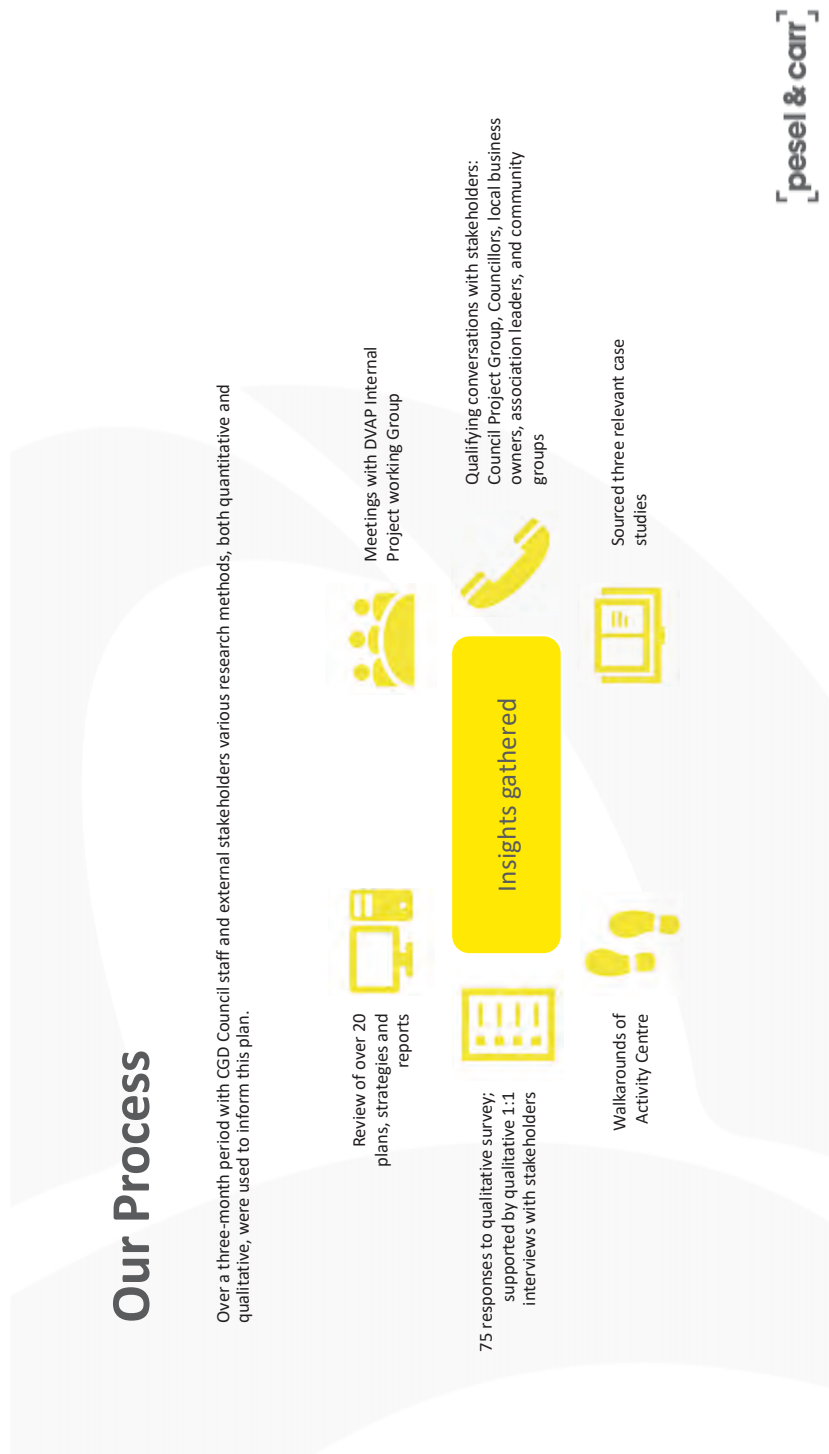 Our Process
Over a three-month period with CGD Council staff and external stakeholders various research methods, both quantitative and
qualitative, were used to inform this plan.
Review of over 20
plans, strategies and
reports
Meetings with DVAP Internal
Project working Group
75 responses to qualitative survey;
supported by qualitative 1:1
interviews with stakeholders
Insights gathered
Qualifying conversations with stakeholders:
Council Project Group, Councillors, local business
owners, association leaders, and community
groups
Walkarounds of
Activity Centre
Sourced three relevant case
studies
[pesel & carr]